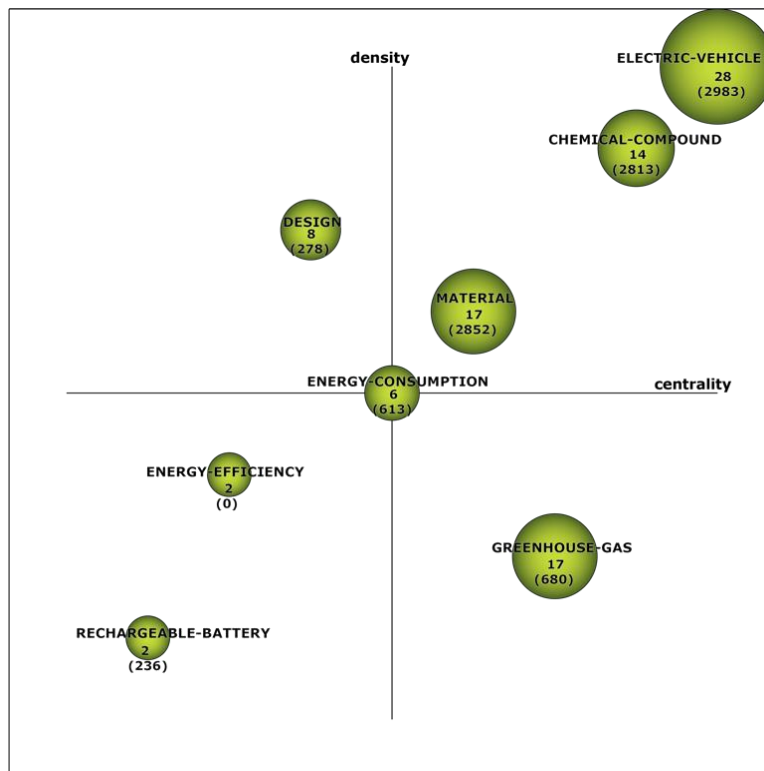 density
ELECTRIC-VEHICLE
28
(2983)
CHEMICAL-COMPOUND
14
(2813)
DESIGN
8
(278)
MATERIAL
17
(2852)
ENERGY-CONSUMPTION
6
(613)
centrality
ENERGY-EFFICIENCY
2
(0)
GREENHOUSE-GAS
17
(680)
RECHARGEABLE-BATTERY
2
(236)